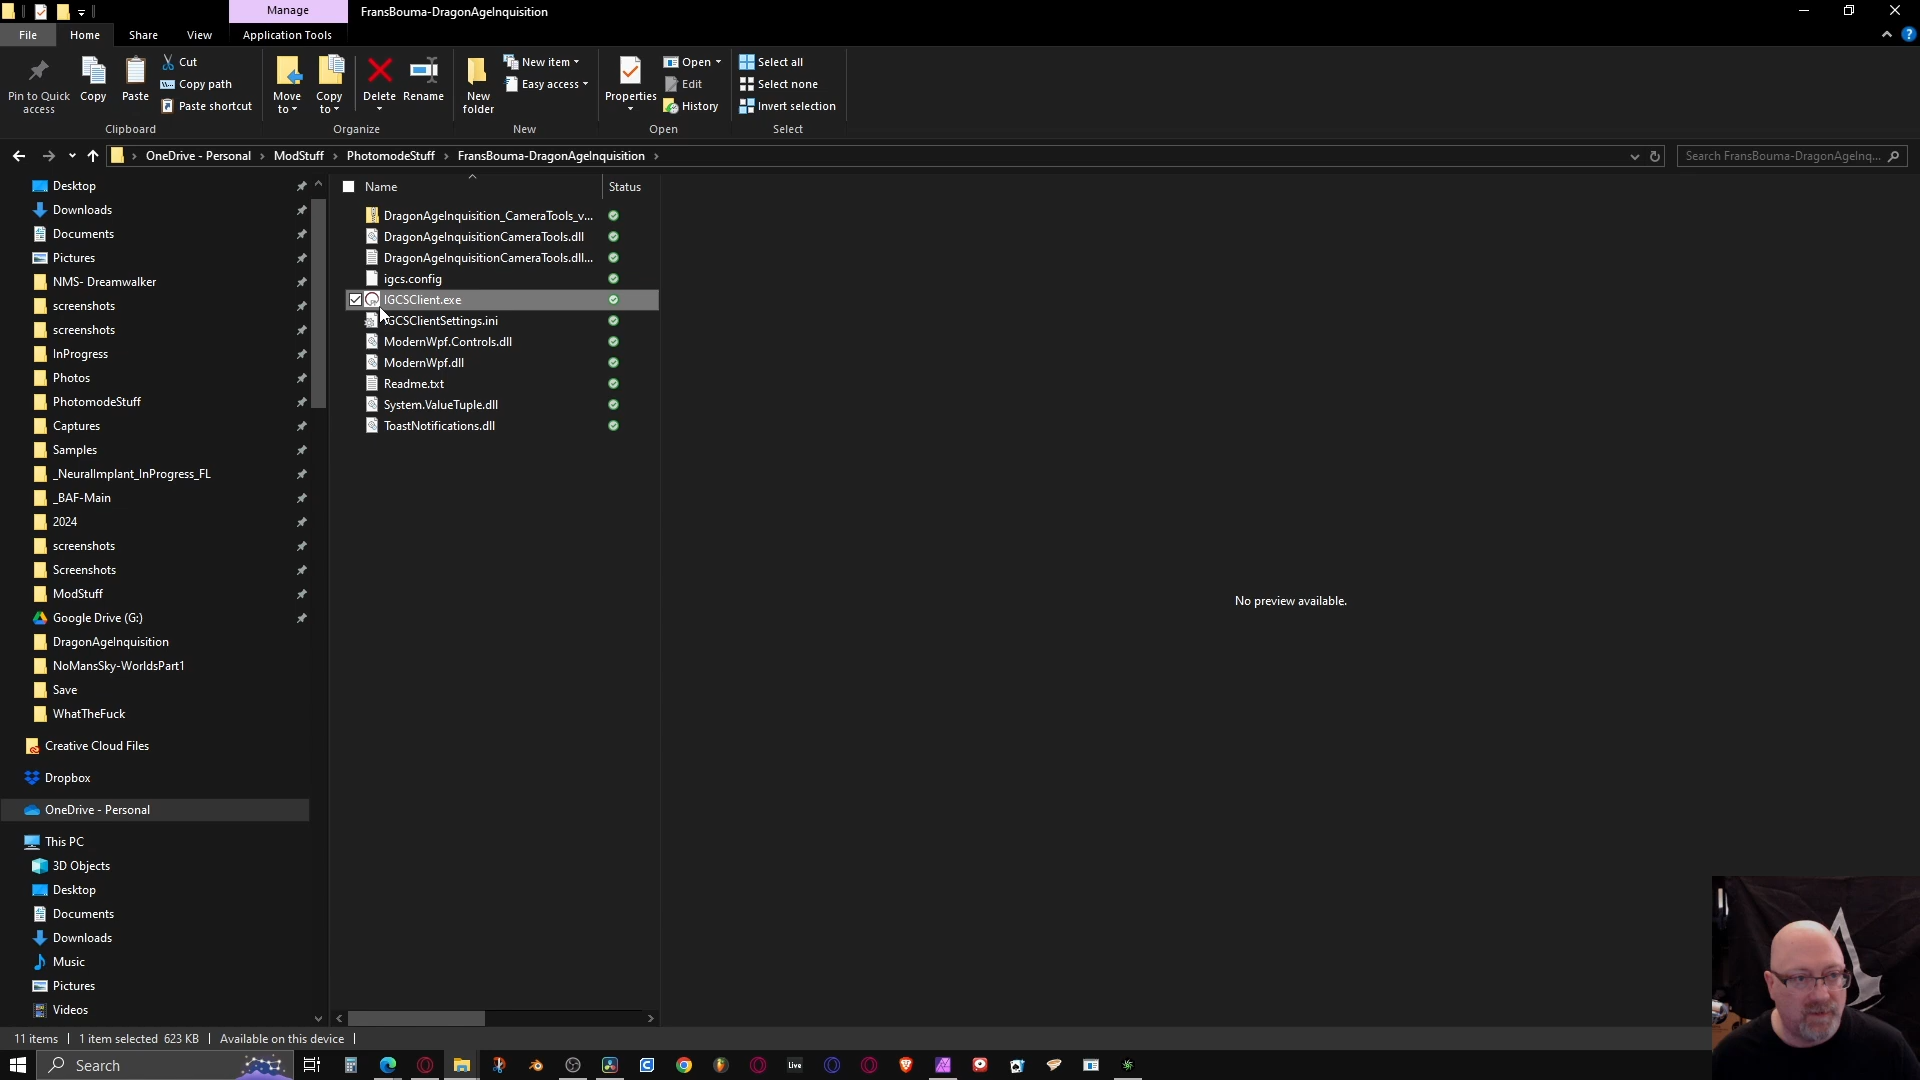 Manage
FransBouma-DragonAgeInquisition
File
Home
Share
View
Application Tools
Pin to Quick access
Copy
Paste
Cut
Copy path
Paste shortcut
Clipboard
Move to
Copy to
Delete
Rename
Organize
New folder
New item
Easy access
New
Properties
Open
Edit
History
Open
Select all
Select none
Invert selection
Select
OneDrive - Personal > ModStuff > PhotomodeStuff > FransBouma-DragonAgeInquisition >
Search FransBouma-DragonAgeInq...
Desktop
Downloads
Documents
Pictures
NMS- Dreamwalker
screenshots
screenshots
InProgress
Photos
PhotomodeStuff
Captures
Samples
_NeuralImplant_InProgress_FL
_BAF-Main
2024
screenshots
Screenshots
ModStuff
Google Drive (G:)
DragonAgeInquisition
NoMansSky-WorldsPart1
Save
WhatTheFuck
Creative Cloud Files
Dropbox
OneDrive - Personal
This PC
3D Objects
Desktop
Documents
Downloads
Music
Pictures
Videos
Name
Status
DragonAgeInquisition_CameraTools_v...
DragonAgeInquisitionCameraTools.dll
DragonAgeInquisitionCameraTools.dll...
igcs.config
IGCSClient.exe
IGCSClientSettings.ini
ModernWpf.Controls.dll
ModernWpf.dll
Readme.txt
System.ValueTuple.dll
ToastNotifications.dll
No preview available.
11 items
1 item selected 623 KB
Available on this device
Search
Live